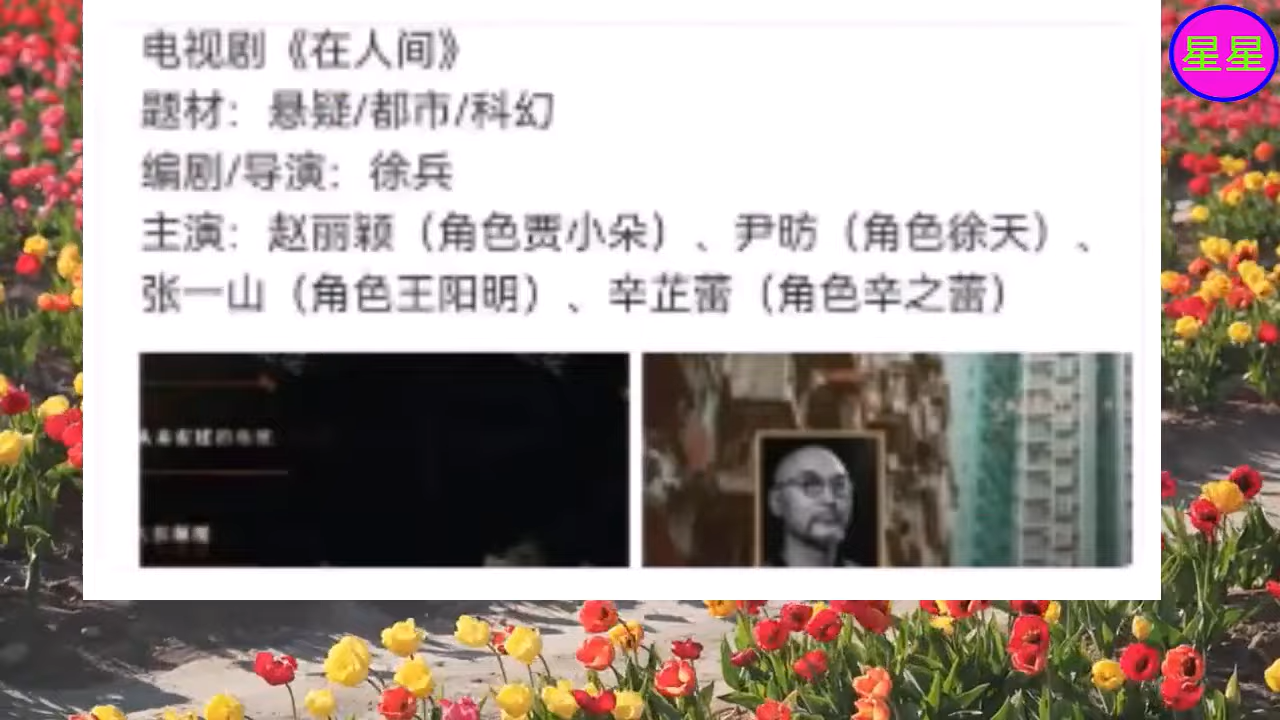 星星
电视剧《在人间》
题材：悬疑/都市/科幻
编剧/导演：徐兵
主演：赵丽颖（角色贾小朵）、尹昉（角色徐天）、
张一山（角色王阳明）、辛芷蕾（角色辛之蕾）